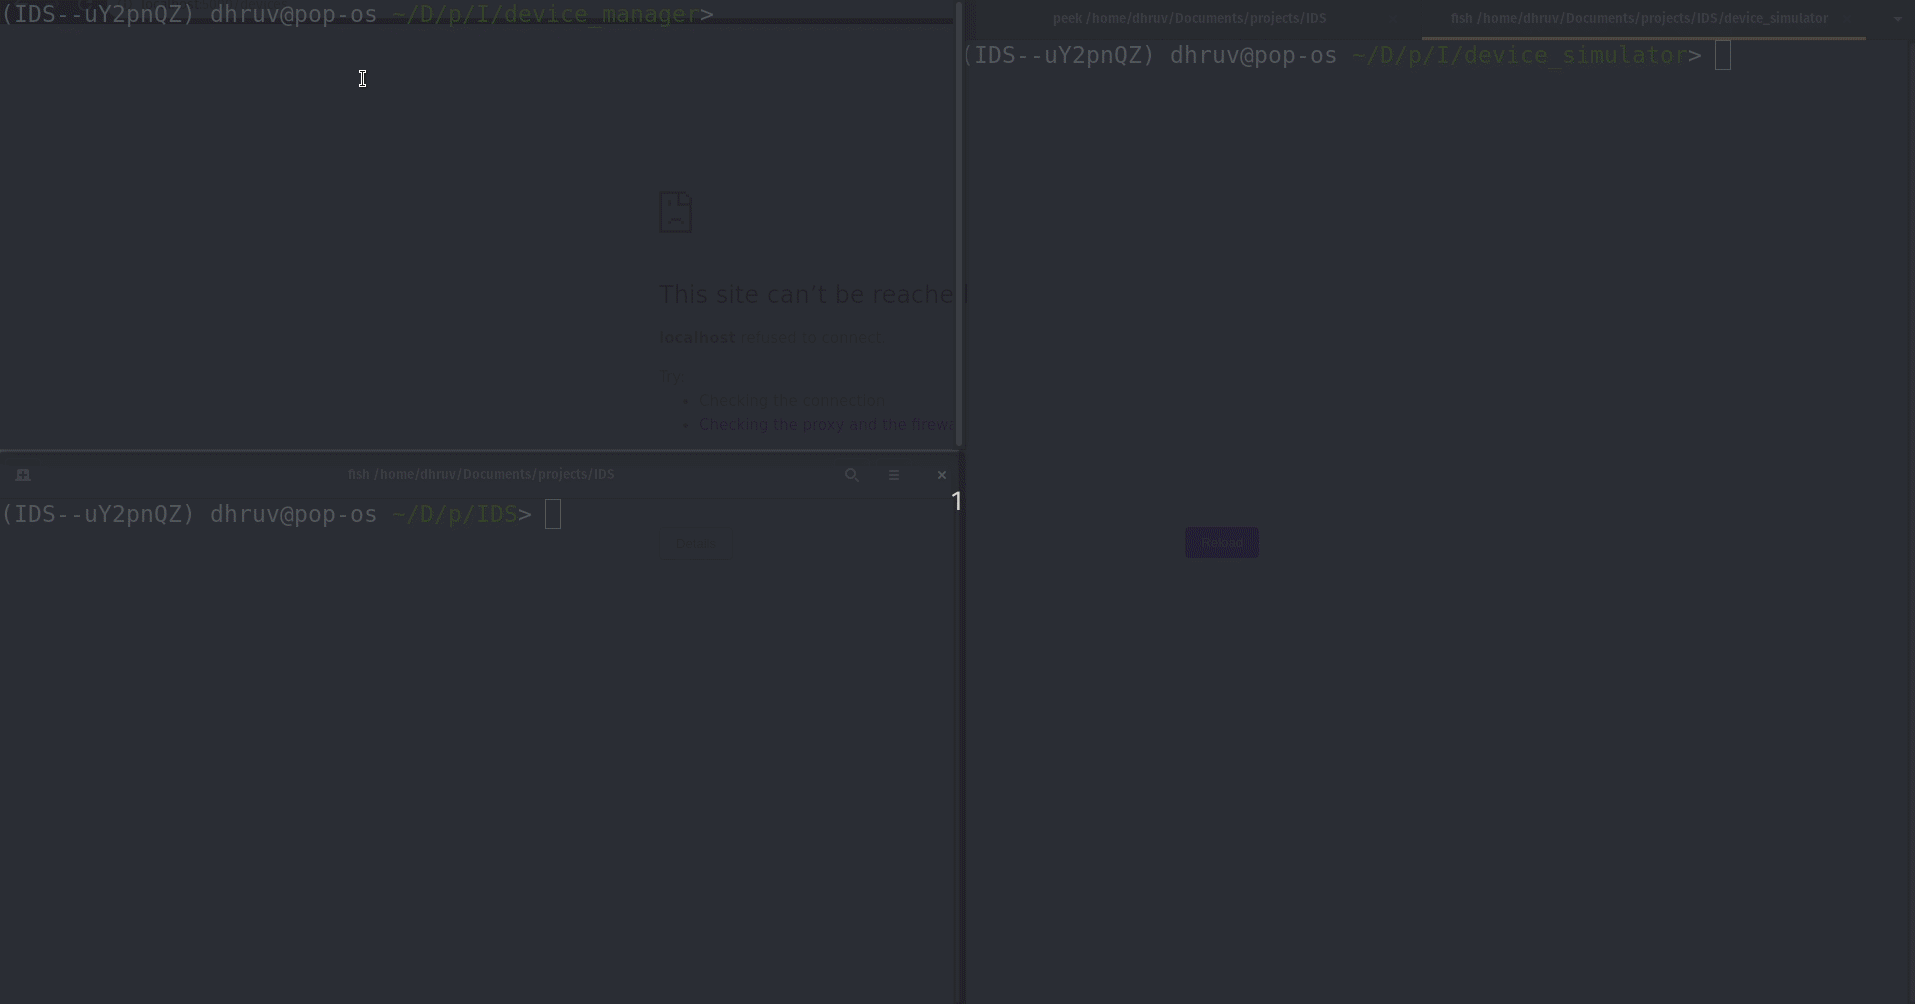 (IDS--uY2pnQZ) dhruv@pop-os ~/D/p/I/device_manager>
This site can't be reache
localhost refused to connect
Try
• Checking the connection
• Checking the proxy and the firew
fish /home/dhruv/Documents/projects/IDS
(IDS--uY2pnQZ) dhruv@pop-os ~/D/p/IDS>
1
peek /home/dhruv/Documents/projects/IDS
fish /home/dhruv/Documents/projects/IDS/device_simulator
(IDS--uY2pnQZ) dhruv@pop-os ~/D/p/I/device_simulator>
Reload